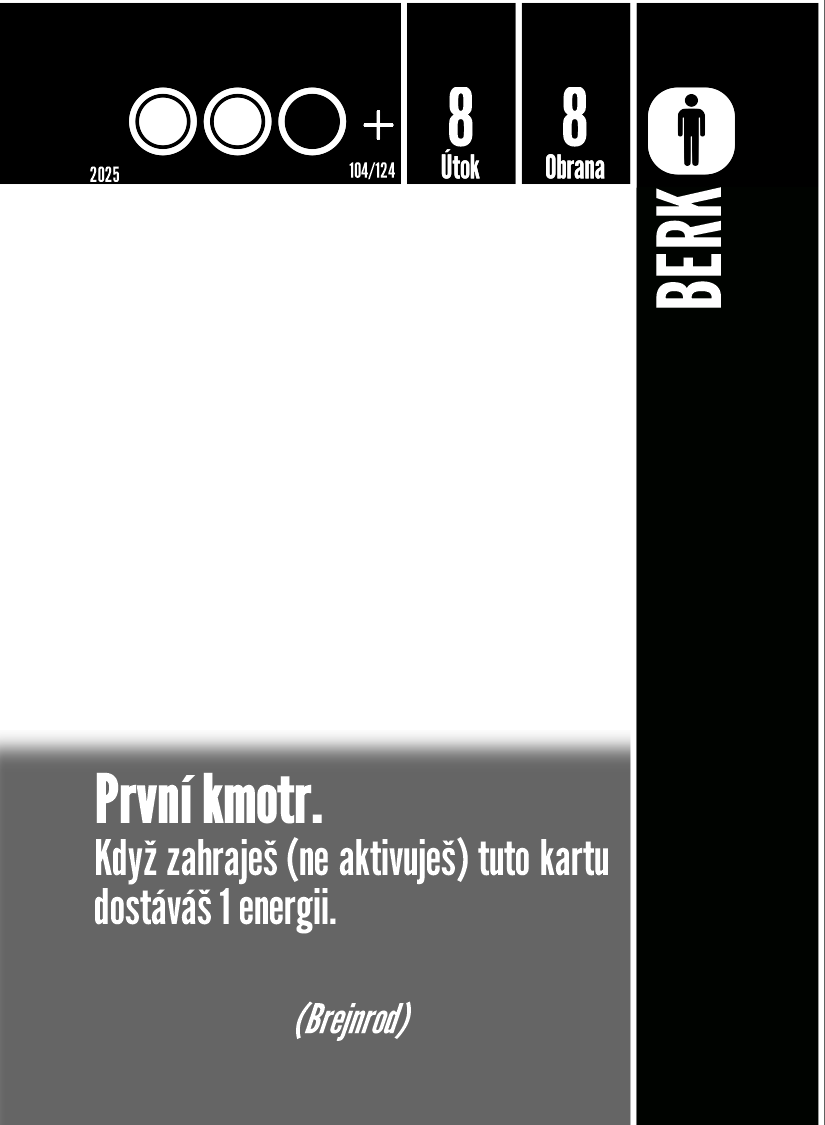 +
2025
104/124
8
Útok
8
Obrana
BERK
První kmotr.
Když zahraješ (ne aktivuješ) tuto kartu
dostáváš 1 energii.
(Brejnrod)